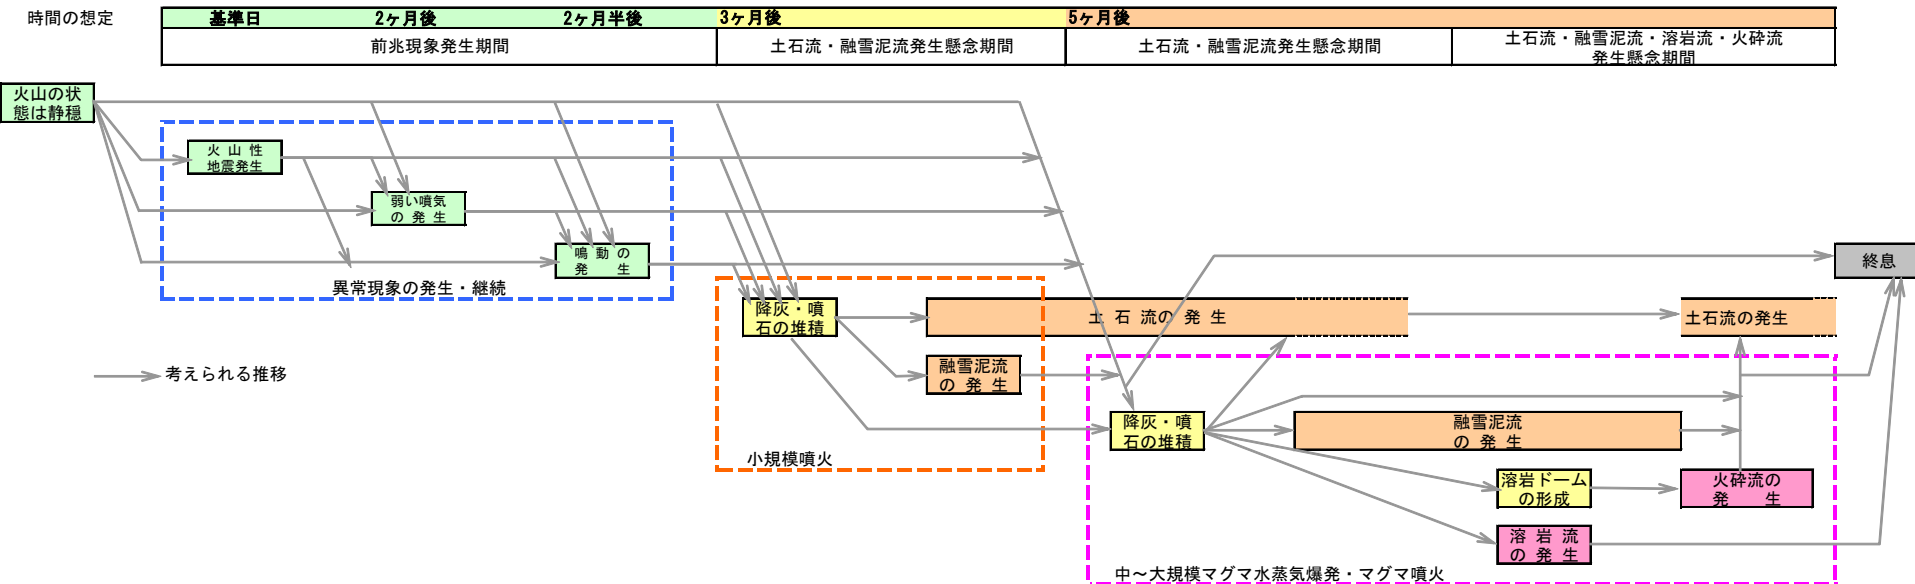 時間の想定
基準日 2ヶ月後 2ヶ月半後 3ヶ月後 5ヶ月後
前兆現象発生期間
土石流・融雪泥流発生懸念期間
土石流・融雪泥流発生懸念期間
土石流・融雪泥流・溶岩流・火砕流
発生懸念期間
火山の状
態は静穏
火山性
地震発生
弱い噴気
の発生
鳴動の
発生
異常現象の発生・継続
終息
降灰・噴
石の堆積
土石流の発生
土石流の発生
融雪泥流
の発生
考えられる推移
降灰・噴
石の堆積
融雪泥流
の発生
小規模噴火
溶岩ドーム
の形成
火砕流の
発生
溶岩流
の発生
中～大規模マグマ水蒸気爆発・マグマ噴火